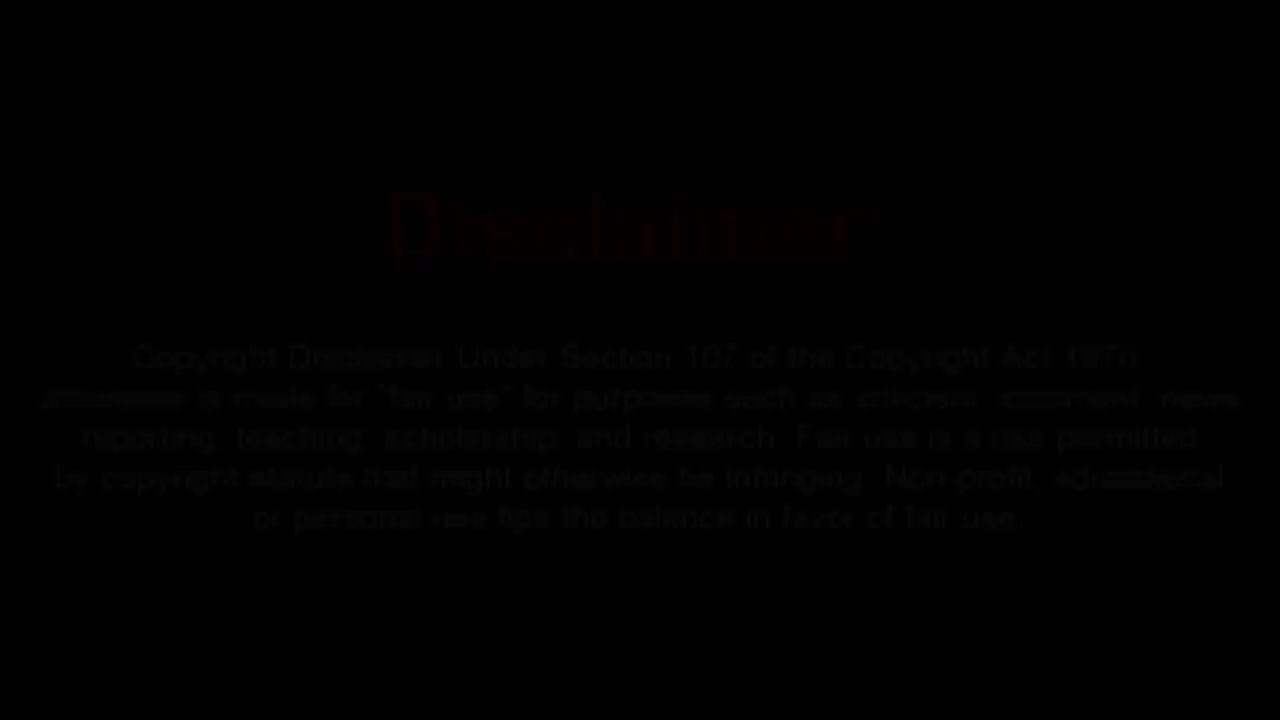 Disclaimer:
Copyright Disclaimer Under Section 107 of the Copyright Act 1976
allowance is made for "fair use" for purposes such as criticism, comment, news
reporting, teaching, scholarship, and research. Fair use is a use permitted
by copyright statute that might otherwise be infringing. Non-profit, educational
or personal use tips the balance in favor of fair use.